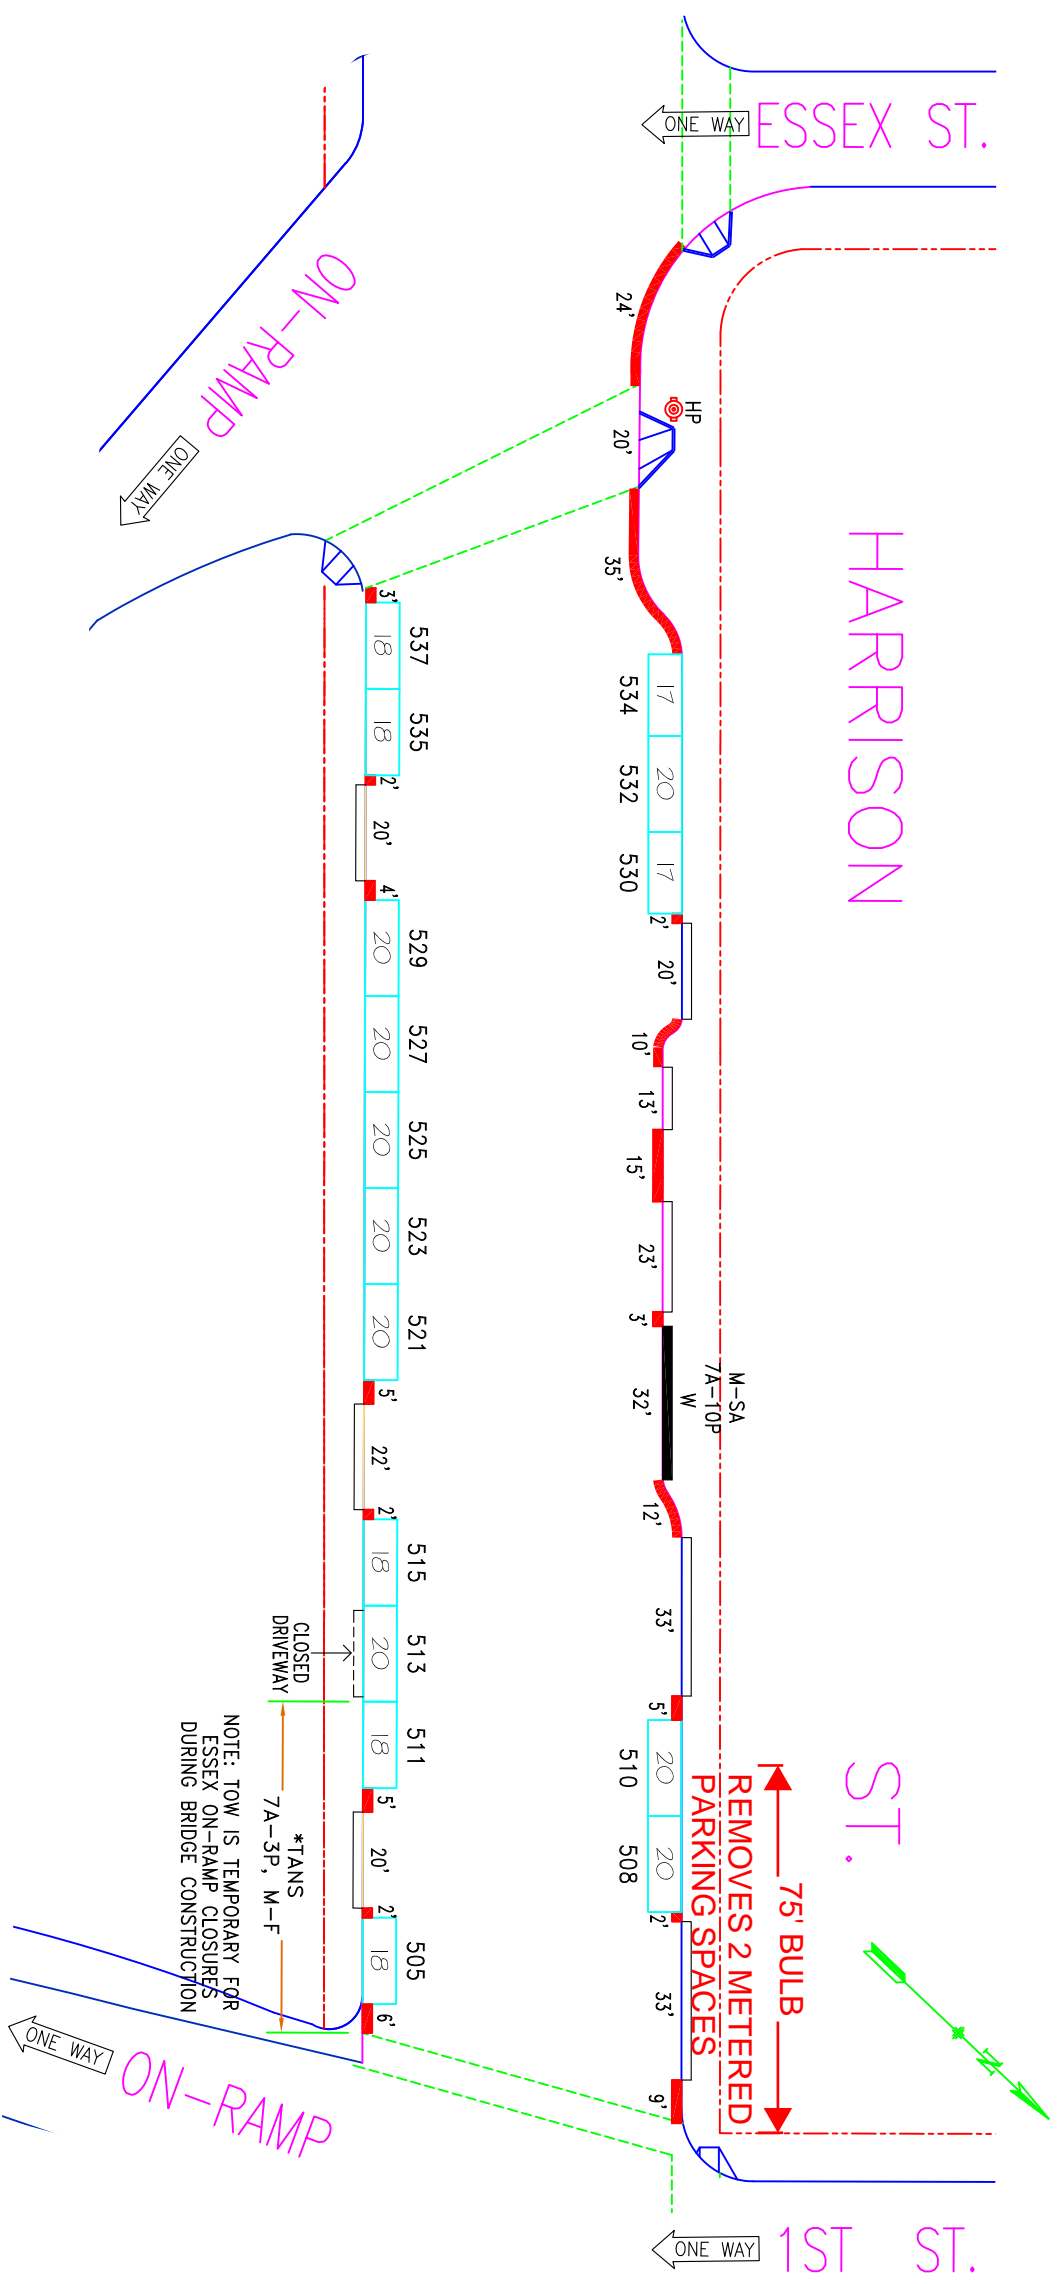 ESSEX ST.
ONE WAY
HARRISON
ST.
1ST ST.
ONE WAY
ON-RAMP
ONE WAY
ON-RAMP
ONE WAY
HP
24'
20'
35'
17
20
17
534
532
530
2'
20'
10'
13'
15'
23'
3'
M-SA
7A-10P
W
32'
12'
33'
5'
20
20
510
508
2'
33'
9'
75' BULB
REMOVES 2 METERED
PARKING SPACES
N
3'
537
535
18
18
2'
20'
4'
529
527
525
523
521
20
20
20
20
20
5'
22'
2'
515
513
511
18
20
18
5'
20'
2'
505
18
6'
CLOSED
DRIVEWAY
*TANS
7A-3P, M-F
NOTE: TOW IS TEMPORARY FOR
ESSEX ON-RAMP CLOSURES
DURING BRIDGE CONSTRUCTION